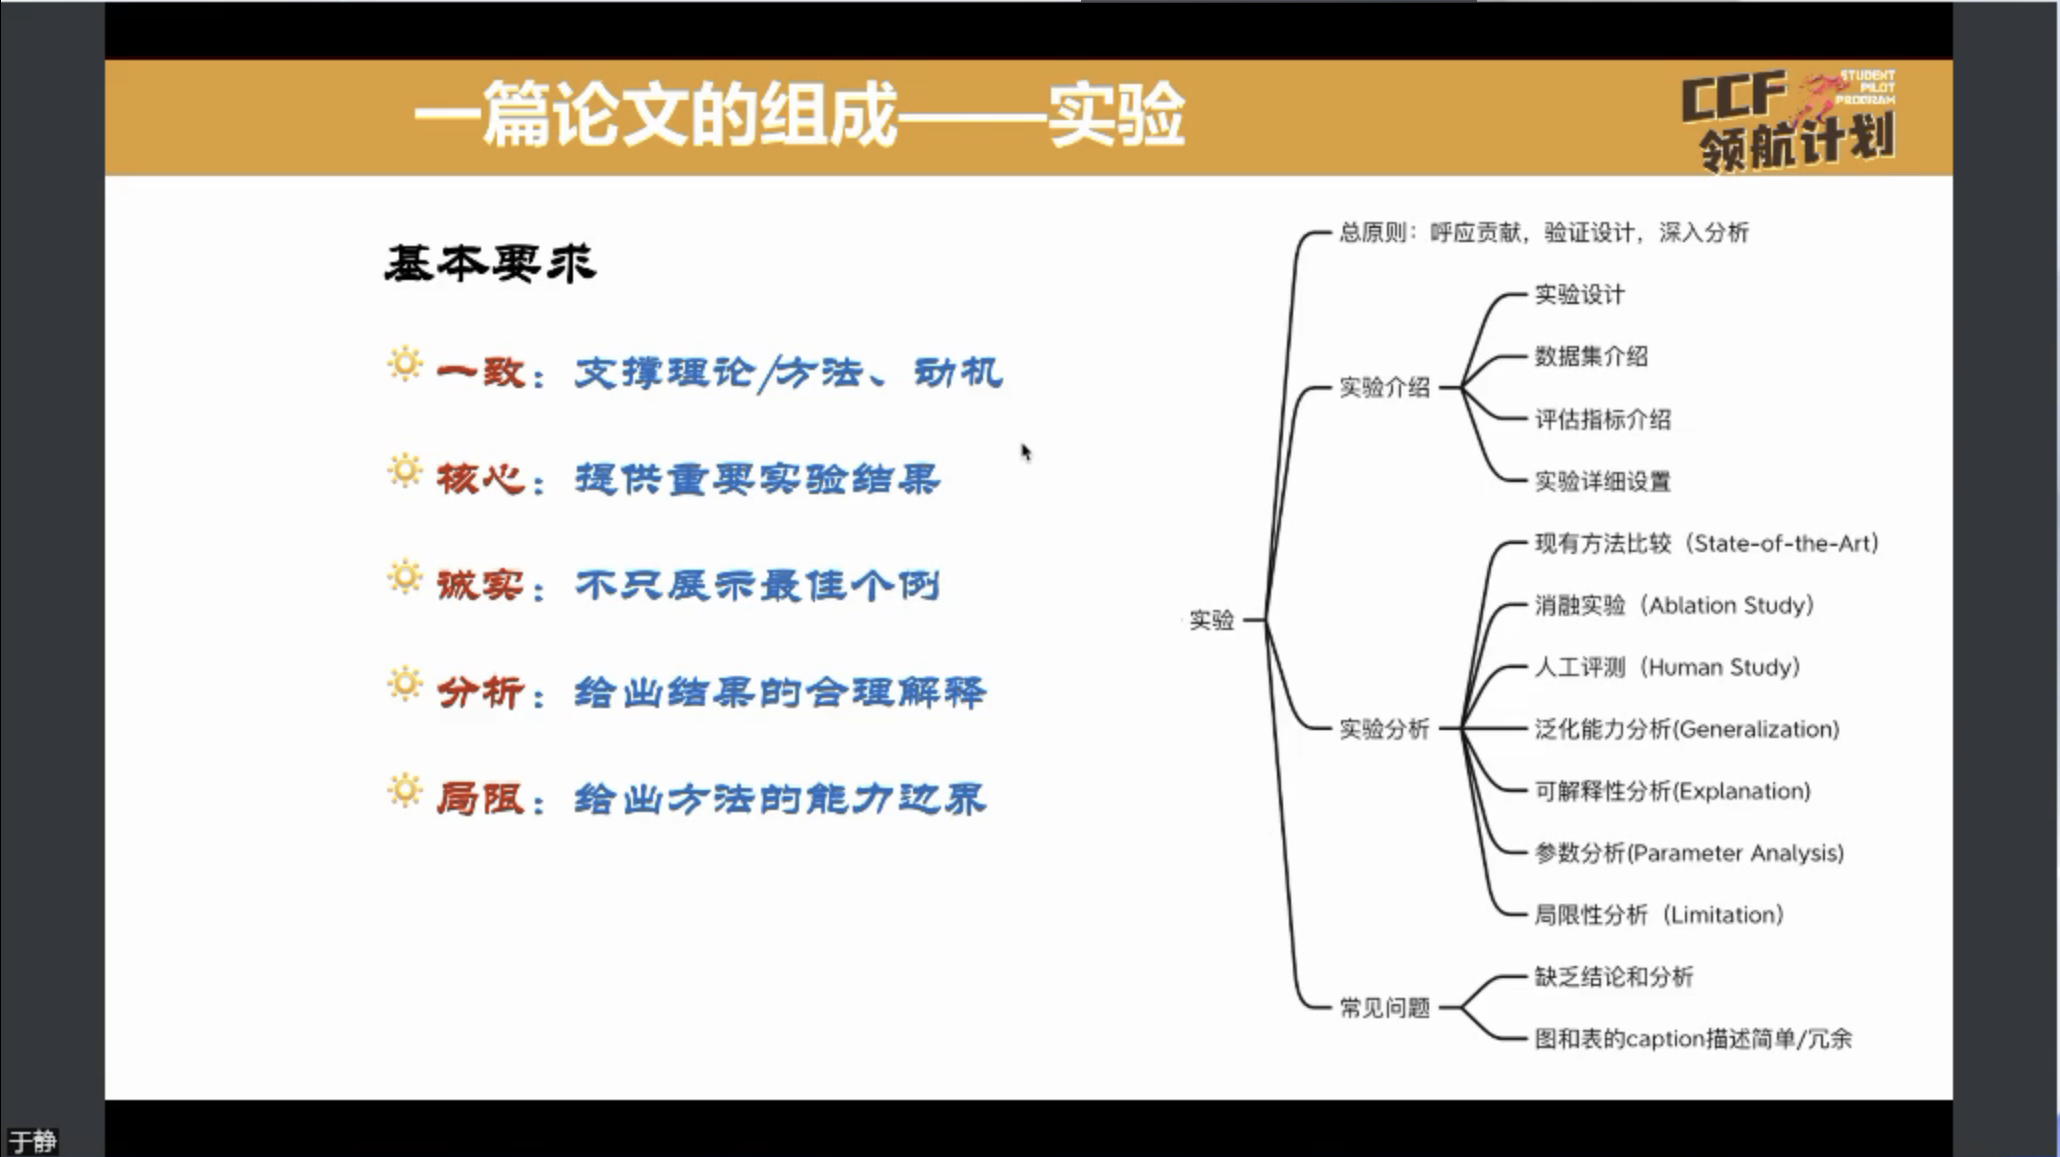 一篇论文的组成——实验
CCF
STUDENT
PILOT
PROGRAM
领航计划
基本要求
一致：支撑理论/方法、动机
核心：提供重要实验结果
诚实：不只展示最佳个例
分析：给出结果的合理解释
局限：给出方法的能力边界
实验
总原则：呼应贡献，验证设计，深入分析
实验介绍
实验设计
数据集介绍
评估指标介绍
实验详细设置
实验分析
现有方法比较（State-of-the-Art）
消融实验（Ablation Study）
人工评测（Human Study）
泛化能力分析(Generalization)
可解释性分析(Explanation)
参数分析(Parameter Analysis)
局限性分析（Limitation）
常见问题
缺乏结论和分析
图和表的caption描述简单/冗余
于静